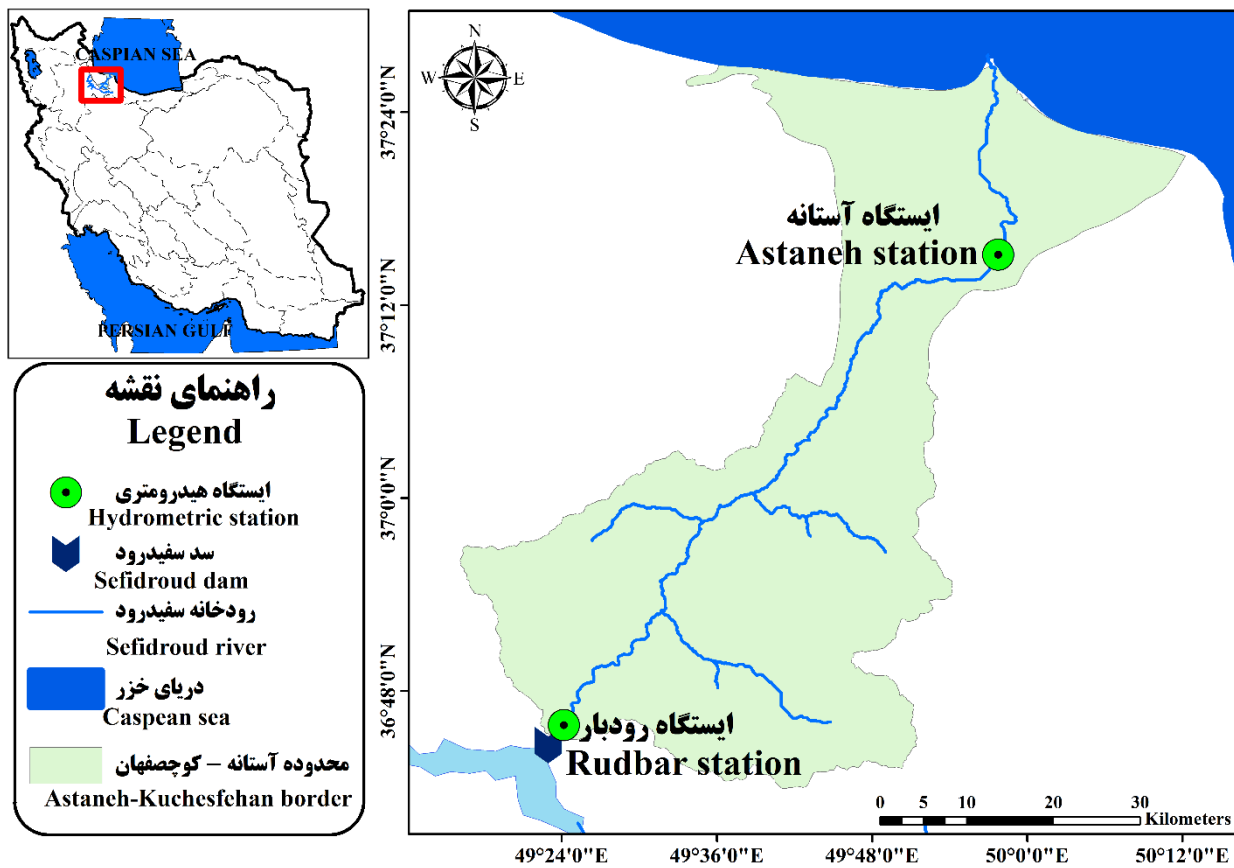 CASPIAN SEA
PERSIAN GULF
راهنمای نقشه
Legend
ایستگاه هیدرومتری
Hydrometric station
سد سفیدرود
Sefidroud dam
رودخانه سفیدرود
Sefidroud river
دریای خزر
Caspean sea
محدوده آستانه – کوچصفهان
Astaneh-Kuchesfehan border
N
W
E
S
37°24'0"N
37°12'0"N
37°0'0"N
36°48'0"N
ایستگاه آستانه
Astaneh station
ایستگاه رودبار
Rudbar station
0 5 10 20 30
Kilometers
49°24'0"E 49°36'0"E 49°48'0"E 50°0'0"E 50°12'0"E